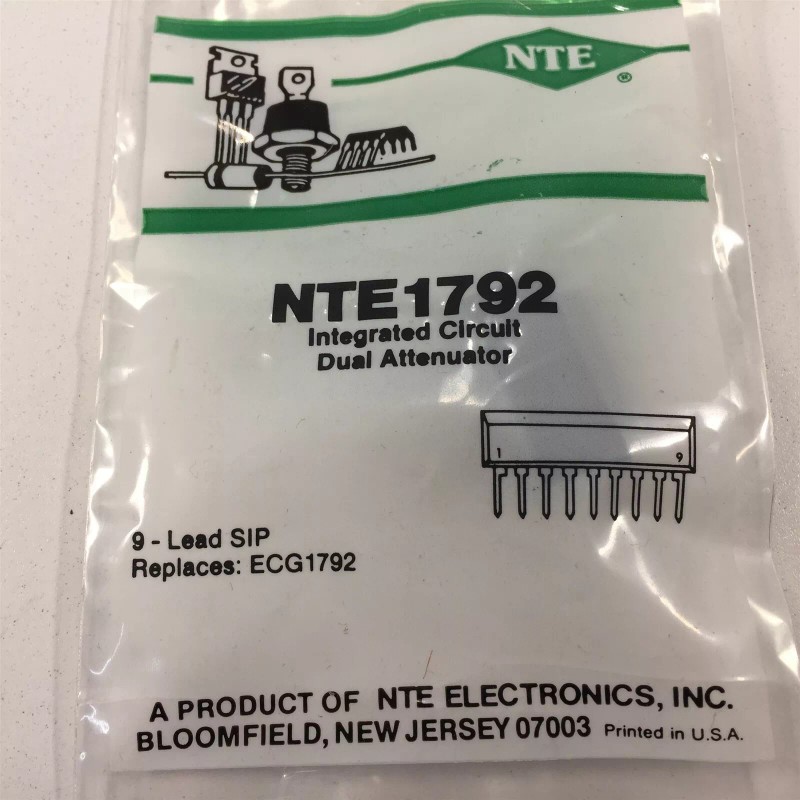 NTE
®
NTE1792
Integrated Circuit
Dual Attenuator
1 9
9 - Lead SIP
Replaces: ECG1792
A PRODUCT OF NTE ELECTRONICS, INC.
BLOOMFIELD, NEW JERSEY 07003 Printed in U.S.A.